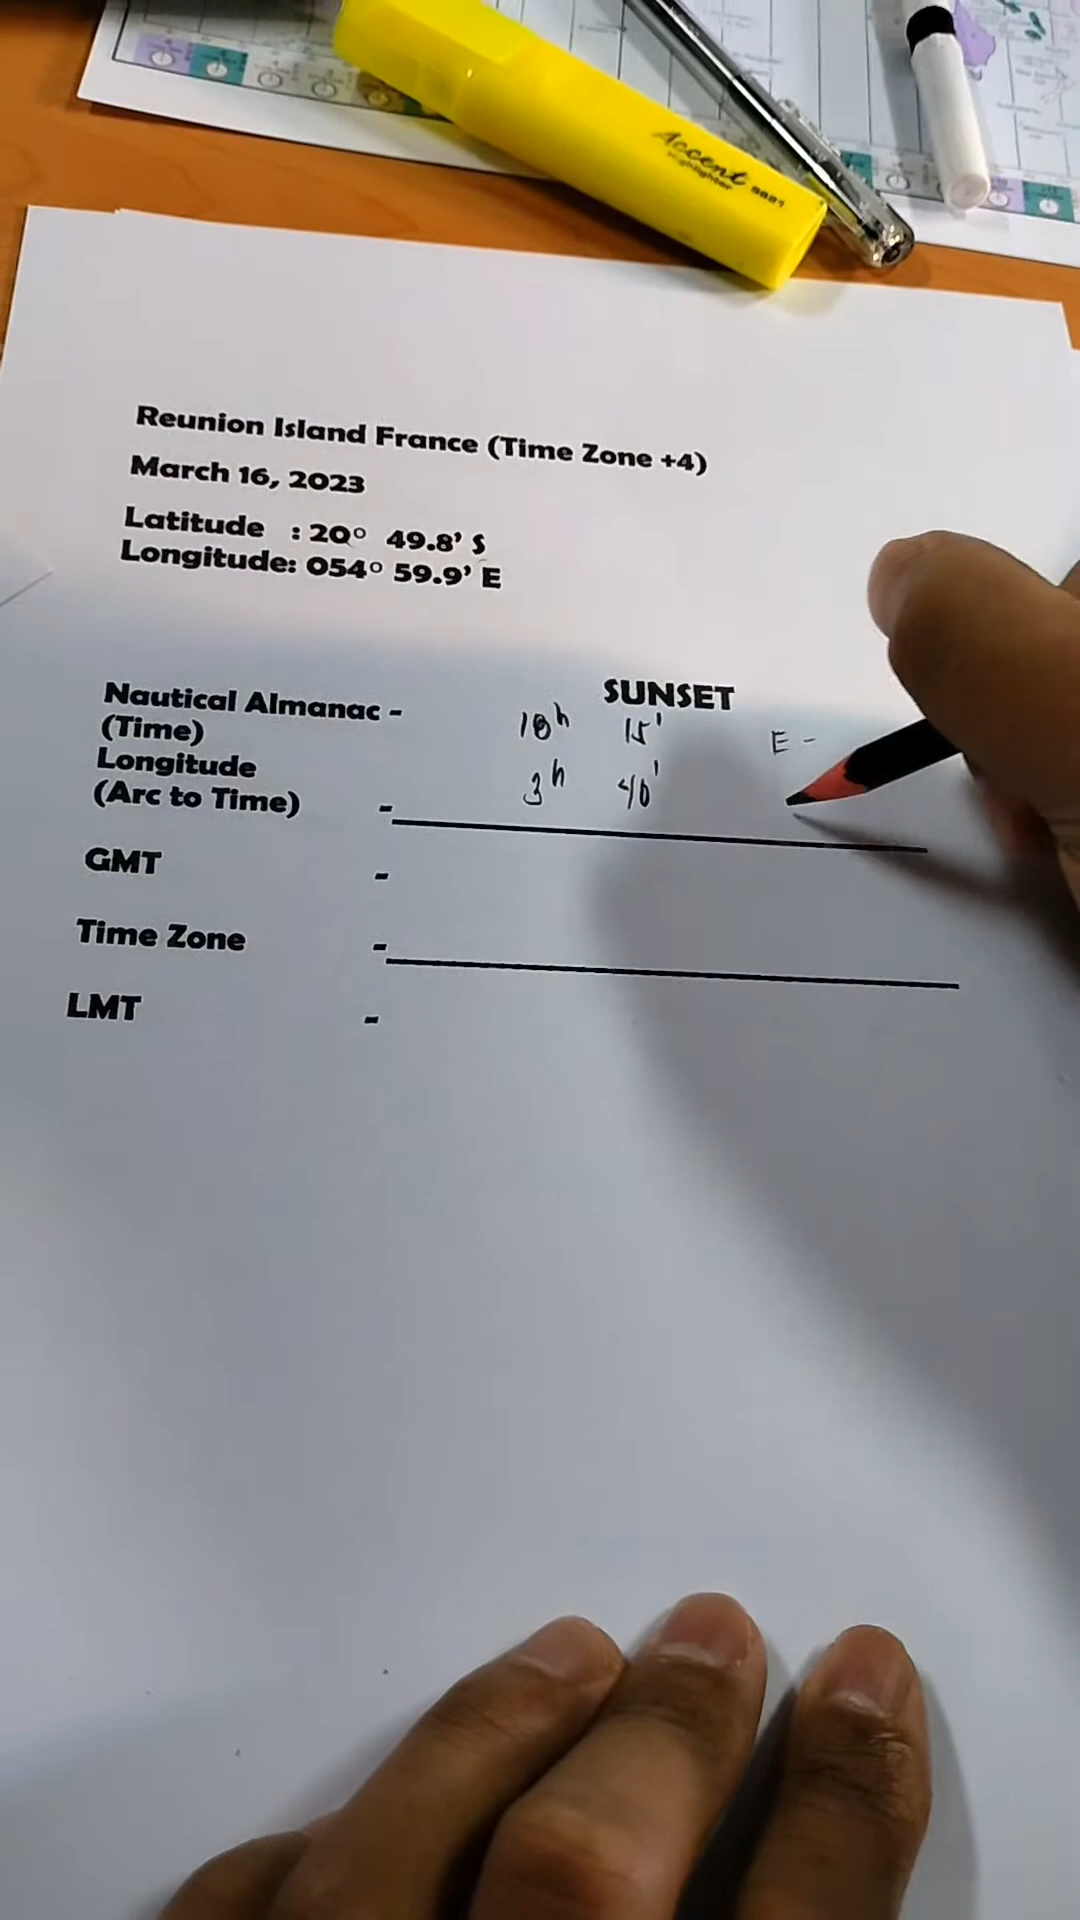 Accent
Highlighter
Reunion Island France (Time Zone +4)
March 16, 2023
Latitude : 20° 49.8' S
Longitude: 054° 59.9' E
SUNSET
Nautical Almanac - 18h 15' E -
(Time)
Longitude
(Arc to Time) - 3h 40'
GMT -
Time Zone -
LMT -